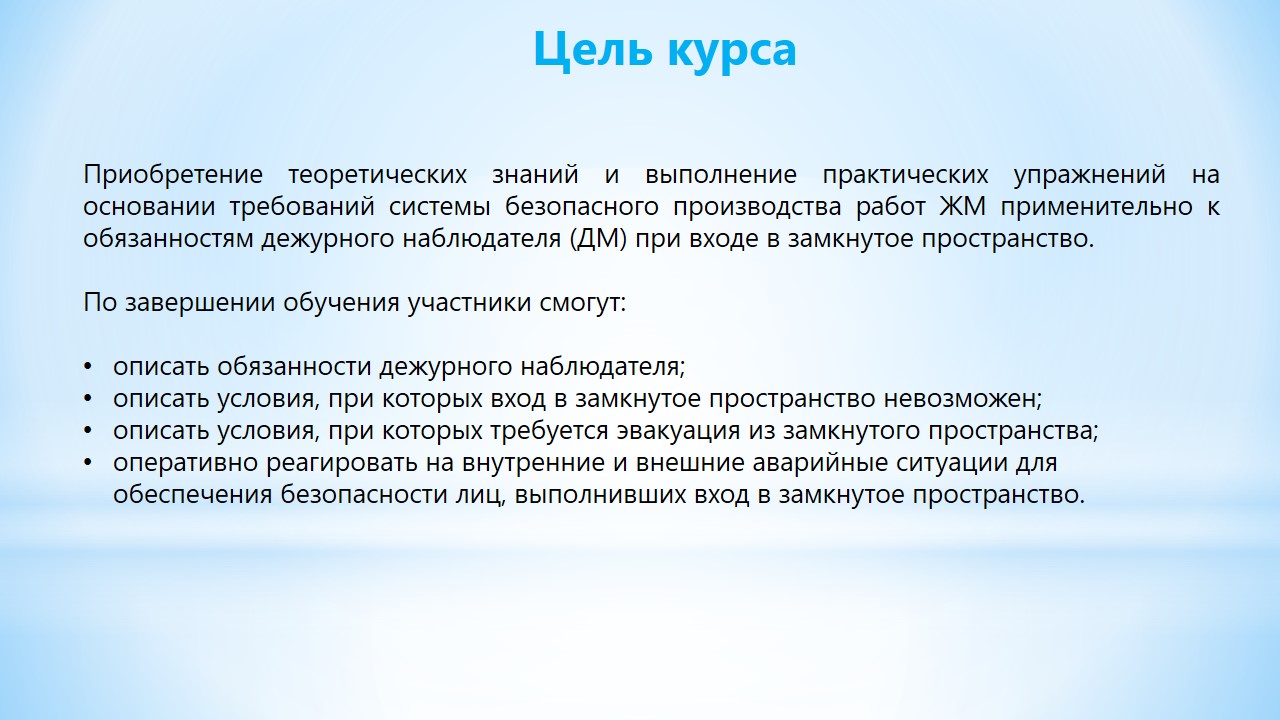 Цель курса
Приобретение теоретических знаний и выполнение практических упражнений на
основании требований системы безопасного производства работ ЖМ применительно к
обязанностям дежурного наблюдателя (ДМ) при входе в замкнутое пространство.
По завершении обучения участники смогут:
• описать обязанности дежурного наблюдателя;
• описать условия, при которых вход в замкнутое пространство невозможен;
• описать условия, при которых требуется эвакуация из замкнутого пространства;
• оперативно реагировать на внутренние и внешние аварийные ситуации для
обеспечения безопасности лиц, выполнивших вход в замкнутое пространство.